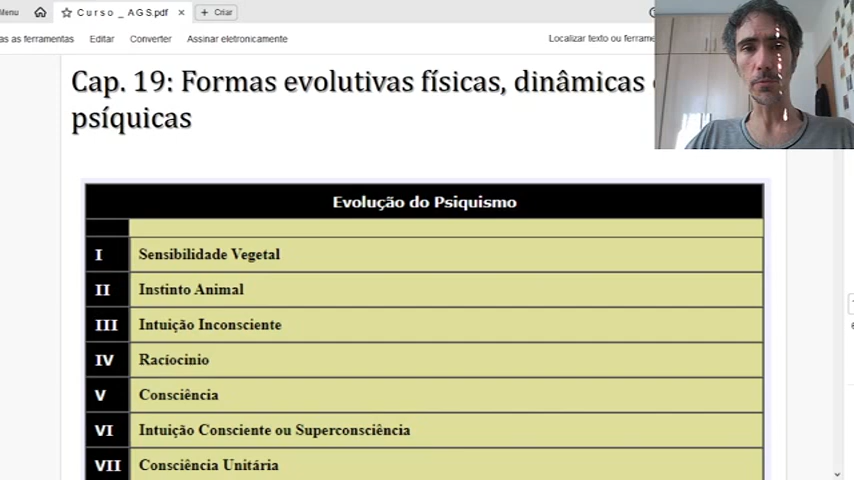 Menu
Curso _ AGS.pdf
×
+ Criar
as as ferramentas
Editar
Converter
Assinar eletronicamente
Localizar texto ou ferrame
Cap. 19: Formas evolutivas físicas, dinâmicas
psíquicas
Evolução do Psiquismo
I Sensibilidade Vegetal
II Instinto Animal
III Intuição Inconsciente
IV Raciocinio
V Consciência
VI Intuição Consciente ou Superconsciência
VII Consciência Unitária